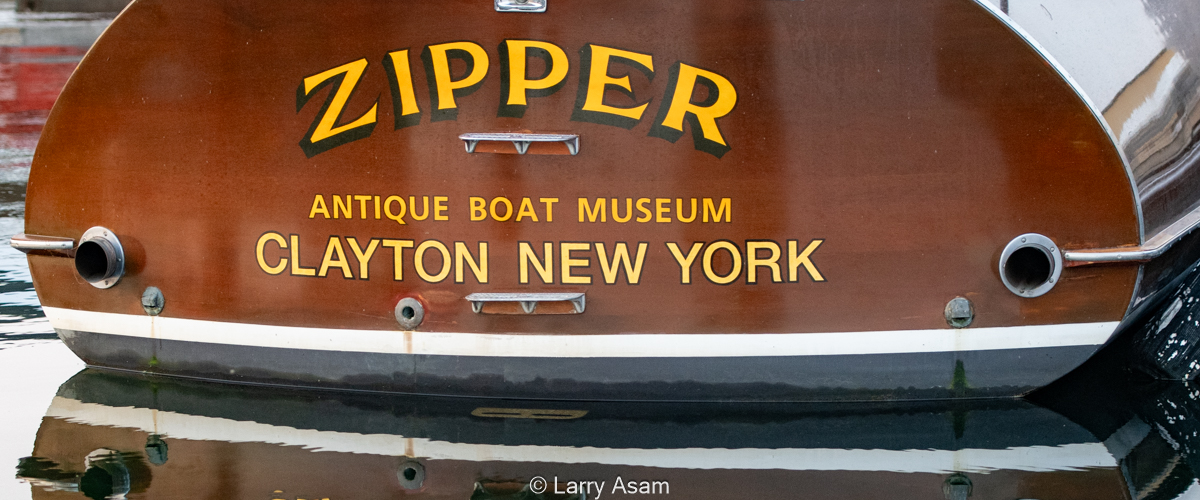 ZIPPER
ANTIQUE BOAT MUSEUM
CLAYTON NEW YORK
© Larry Asam